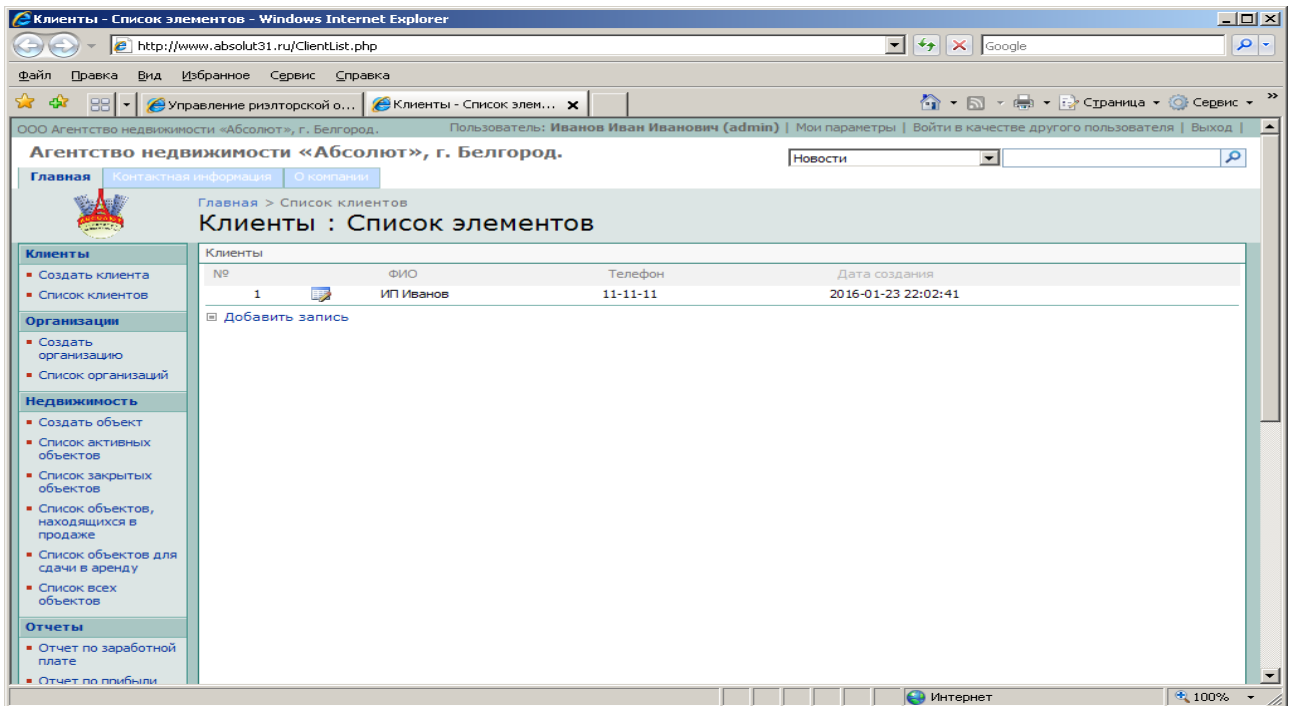 Клиенты - Список элементов - Windows Internet Explorer
http://www.absolut31.ru/ClientList.php
Google
Файл Правка Вид Избранное Сервис Справка
Управление риэлторской о... Клиенты - Список элем... Страница Сервис »
ООО Агентство недвижимости «Абсолют», г. Белгород. Пользователь: Иванов Иван Иванович (admin) | Мои параметры | Войти в качестве другого пользователя | Выход |
Агентство недвижимости «Абсолют», г. Белгород.
Новости
Главная Контактная информация О компании
Главная > Список клиентов
Клиенты : Список элементов
Клиенты
Создать клиента
Список клиентов
Организации
Создать
организацию
Список организаций
Недвижимость
Создать объект
Список активных
объектов
Список закрытых
объектов
Список объектов,
находящихся в
продаже
Список объектов для
сдачи в аренду
Список всех
объектов
Отчеты
Отчет по заработной
плате
Отчет по прибыли
Клиенты
№ ФИО Телефон Дата создания
1 ИП Иванов 11-11-11 2016-01-23 22:02:41
Добавить запись
Интернет 100%